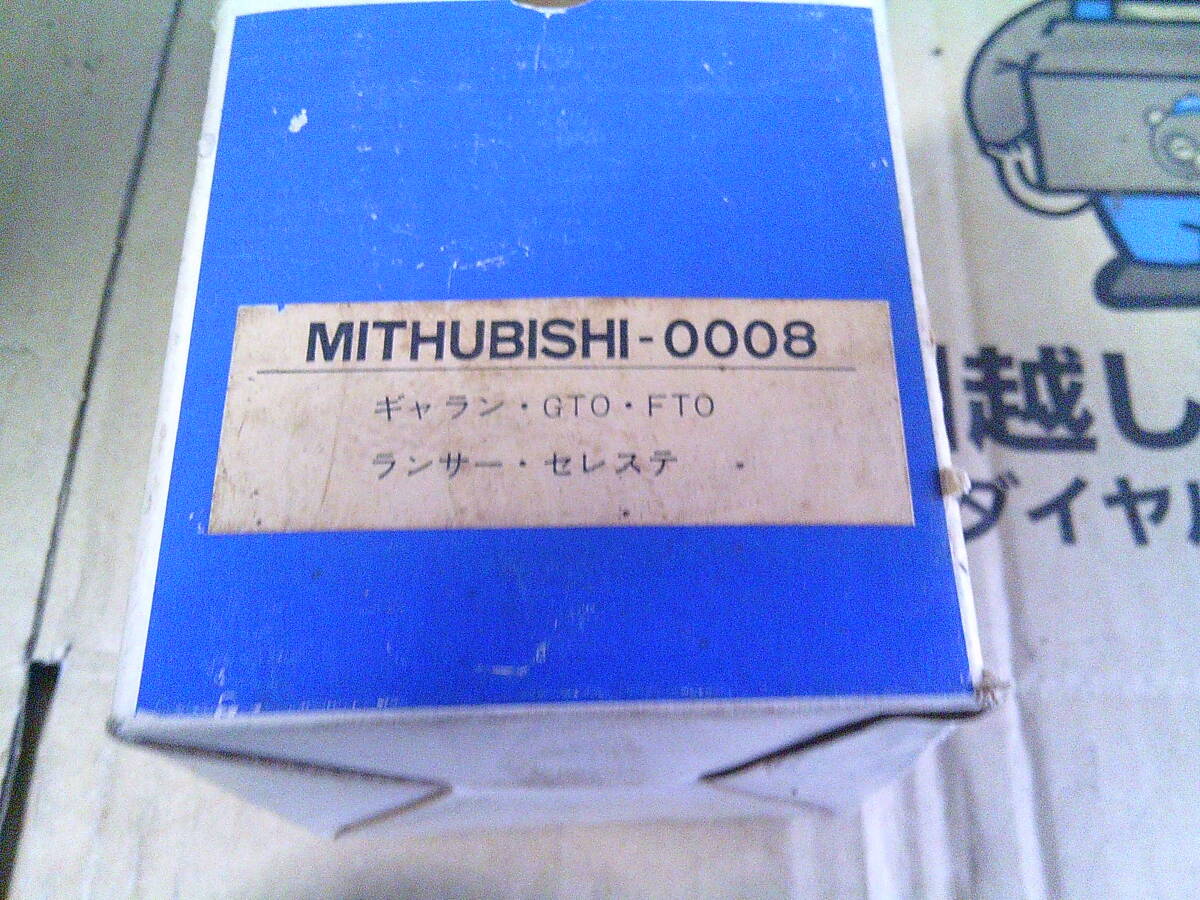 MITHUBISHI-0008
ギャラン・GTO・FTO
ランサー・セレステ
越し
ダイヤル